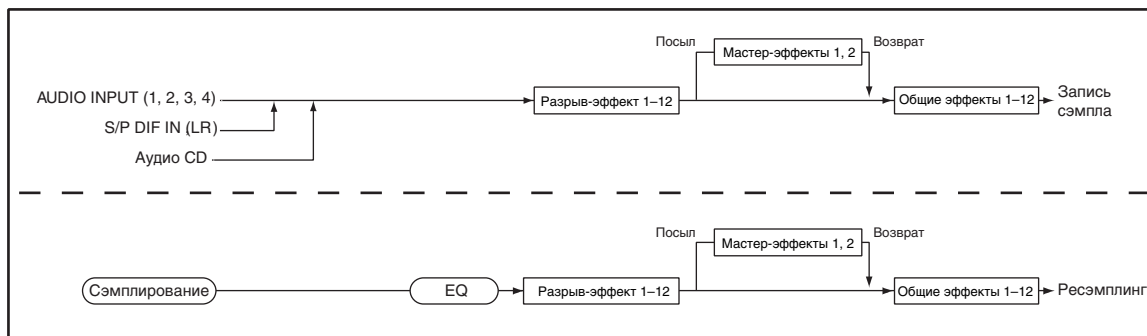 Посыл
Мастер-эффекты 1, 2
Возврат
AUDIO INPUT (1, 2, 3, 4)
Разрыв-эффект 1–12
Общие эффекты 1–12
Запись
сэмпла
S/P DIF IN (LR)
Аудио CD
Посыл
Мастер-эффекты 1, 2
Возврат
Сэмплирование
EQ
Разрыв-эффект 1–12
Общие эффекты 1–12
Ресэмплинг